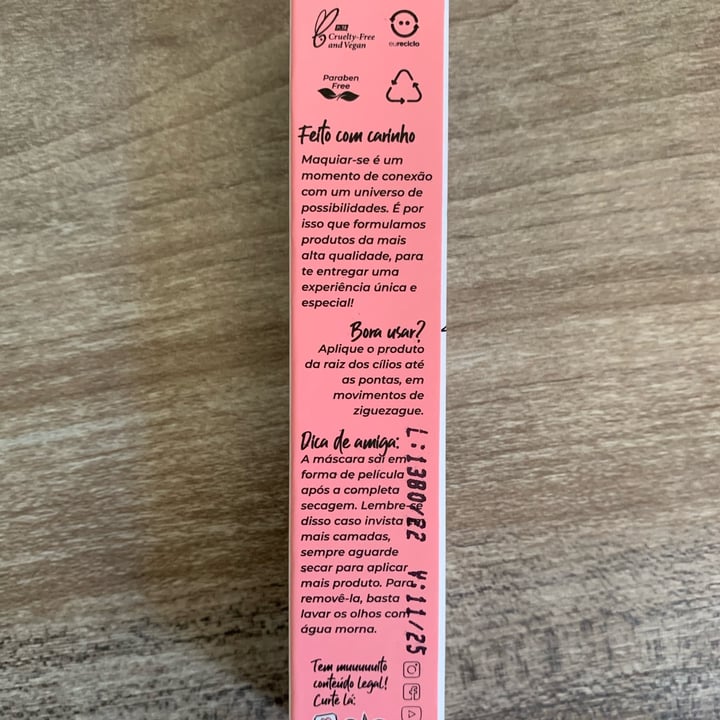 PETA
Cruelty-Free
and Vegan
eureciclo
Paraben
Free
Feito com carinho
Maquiar-se é um
momento de conexão
com um universo de
possibilidades. É por
isso que formulamos
produtos da mais
alta qualidade, para
te entregar uma
experiência única e
especial!
Bora usar?
Aplique o produto
da raiz dos cílios até
as pontas, em
movimentos de
ziguezague.
Dica de amiga:
A máscara sai em
forma de película
após a completa
secagem. Lembre-se
disso caso invista
mais camadas,
sempre aguarde
secar para aplicar
mais produto. Para
removê-la, basta
lavar os olhos com
água morna.
L:1380/22 V:11/25
Tem muuuuuito
conteúdo legal!
Curte lá: